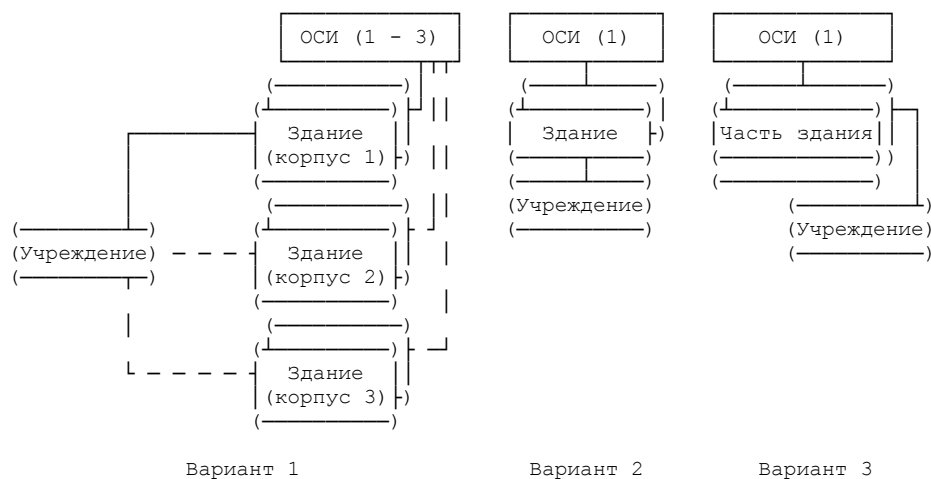 ОСИ (1 - 3)
ОСИ (1)
ОСИ (1)
Здание
(корпус 1)
Здание
Часть здания
(Учреждение)
(Учреждение)
(Учреждение)
Здание
(корпус 2)
Здание
(корпус 3)
Вариант 1
Вариант 2
Вариант 3